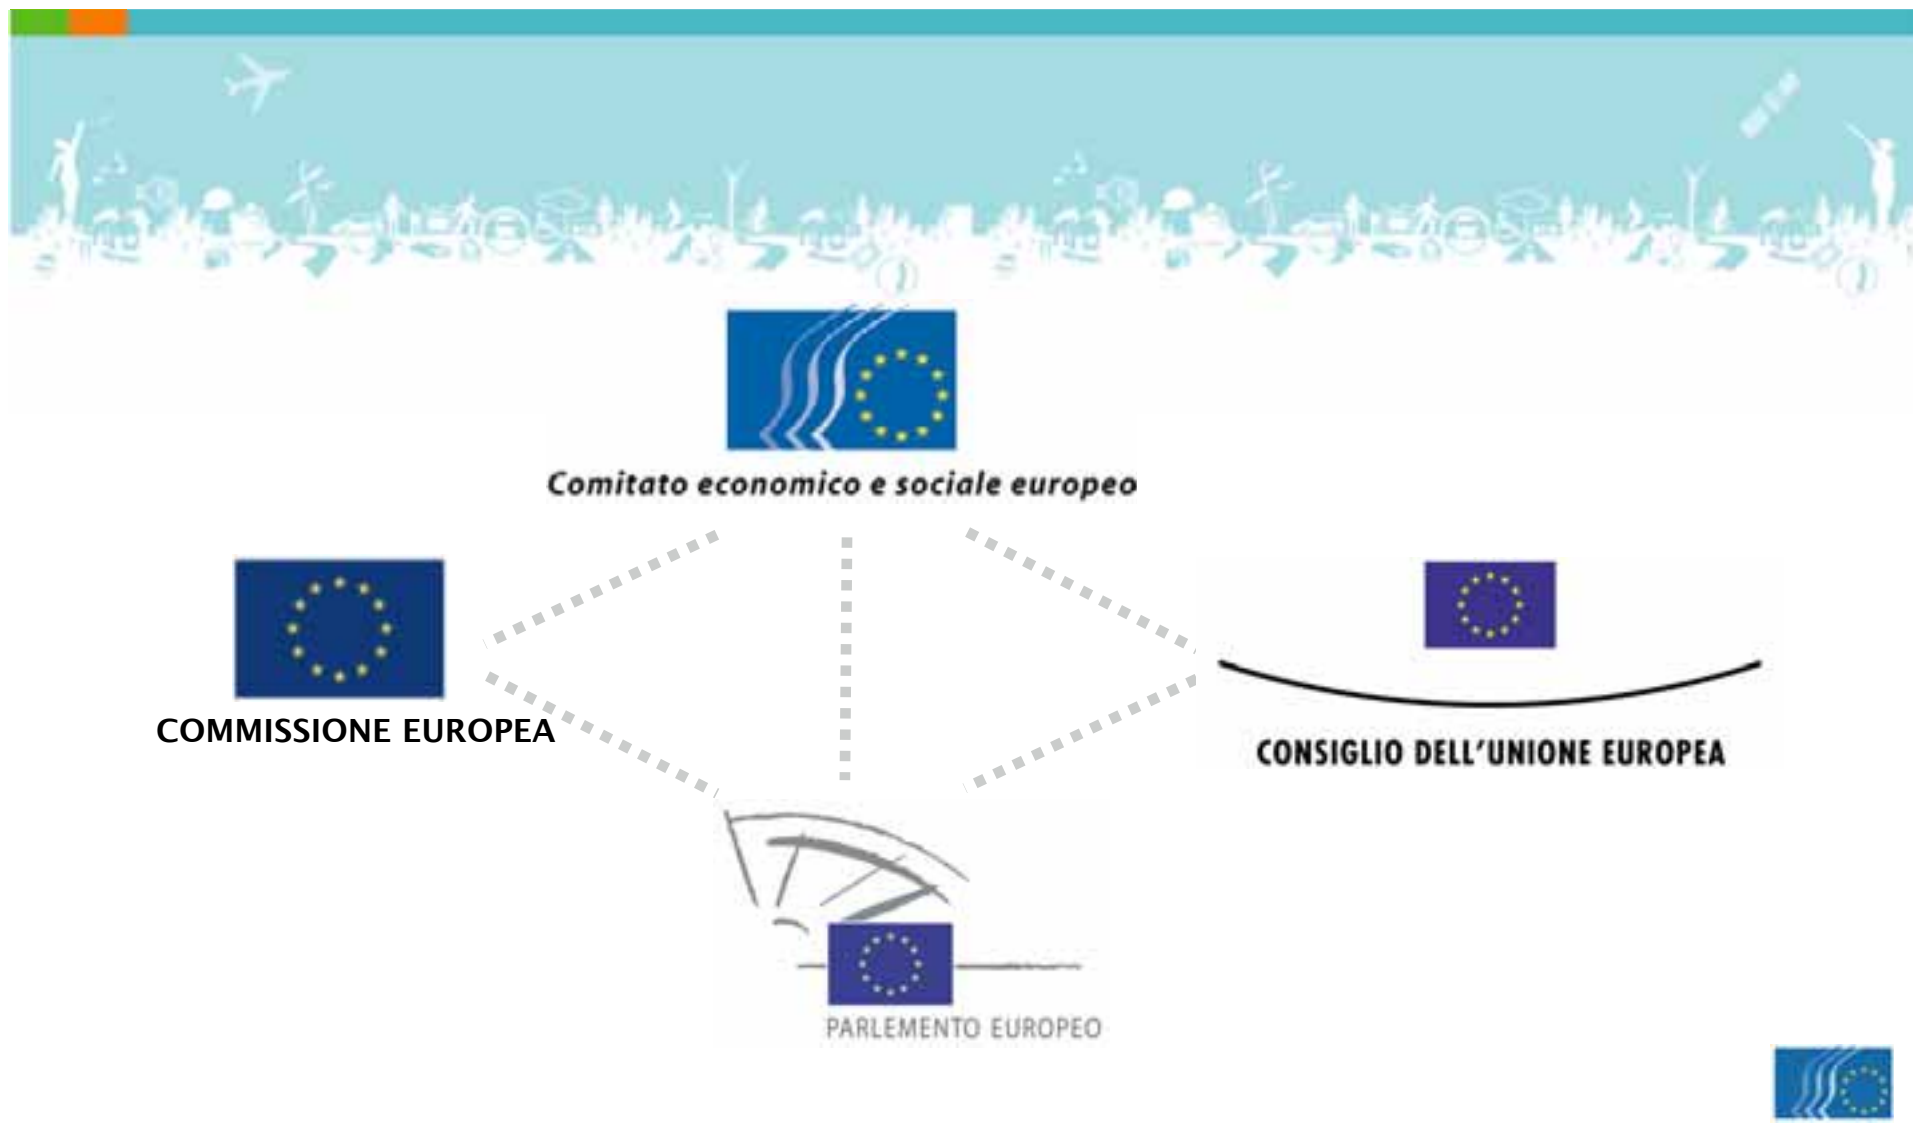 Comitato economico e sociale europeo
COMMISSIONE EUROPEA
CONSIGLIO DELL'UNIONE EUROPEA
PARLEMENTO EUROPEO